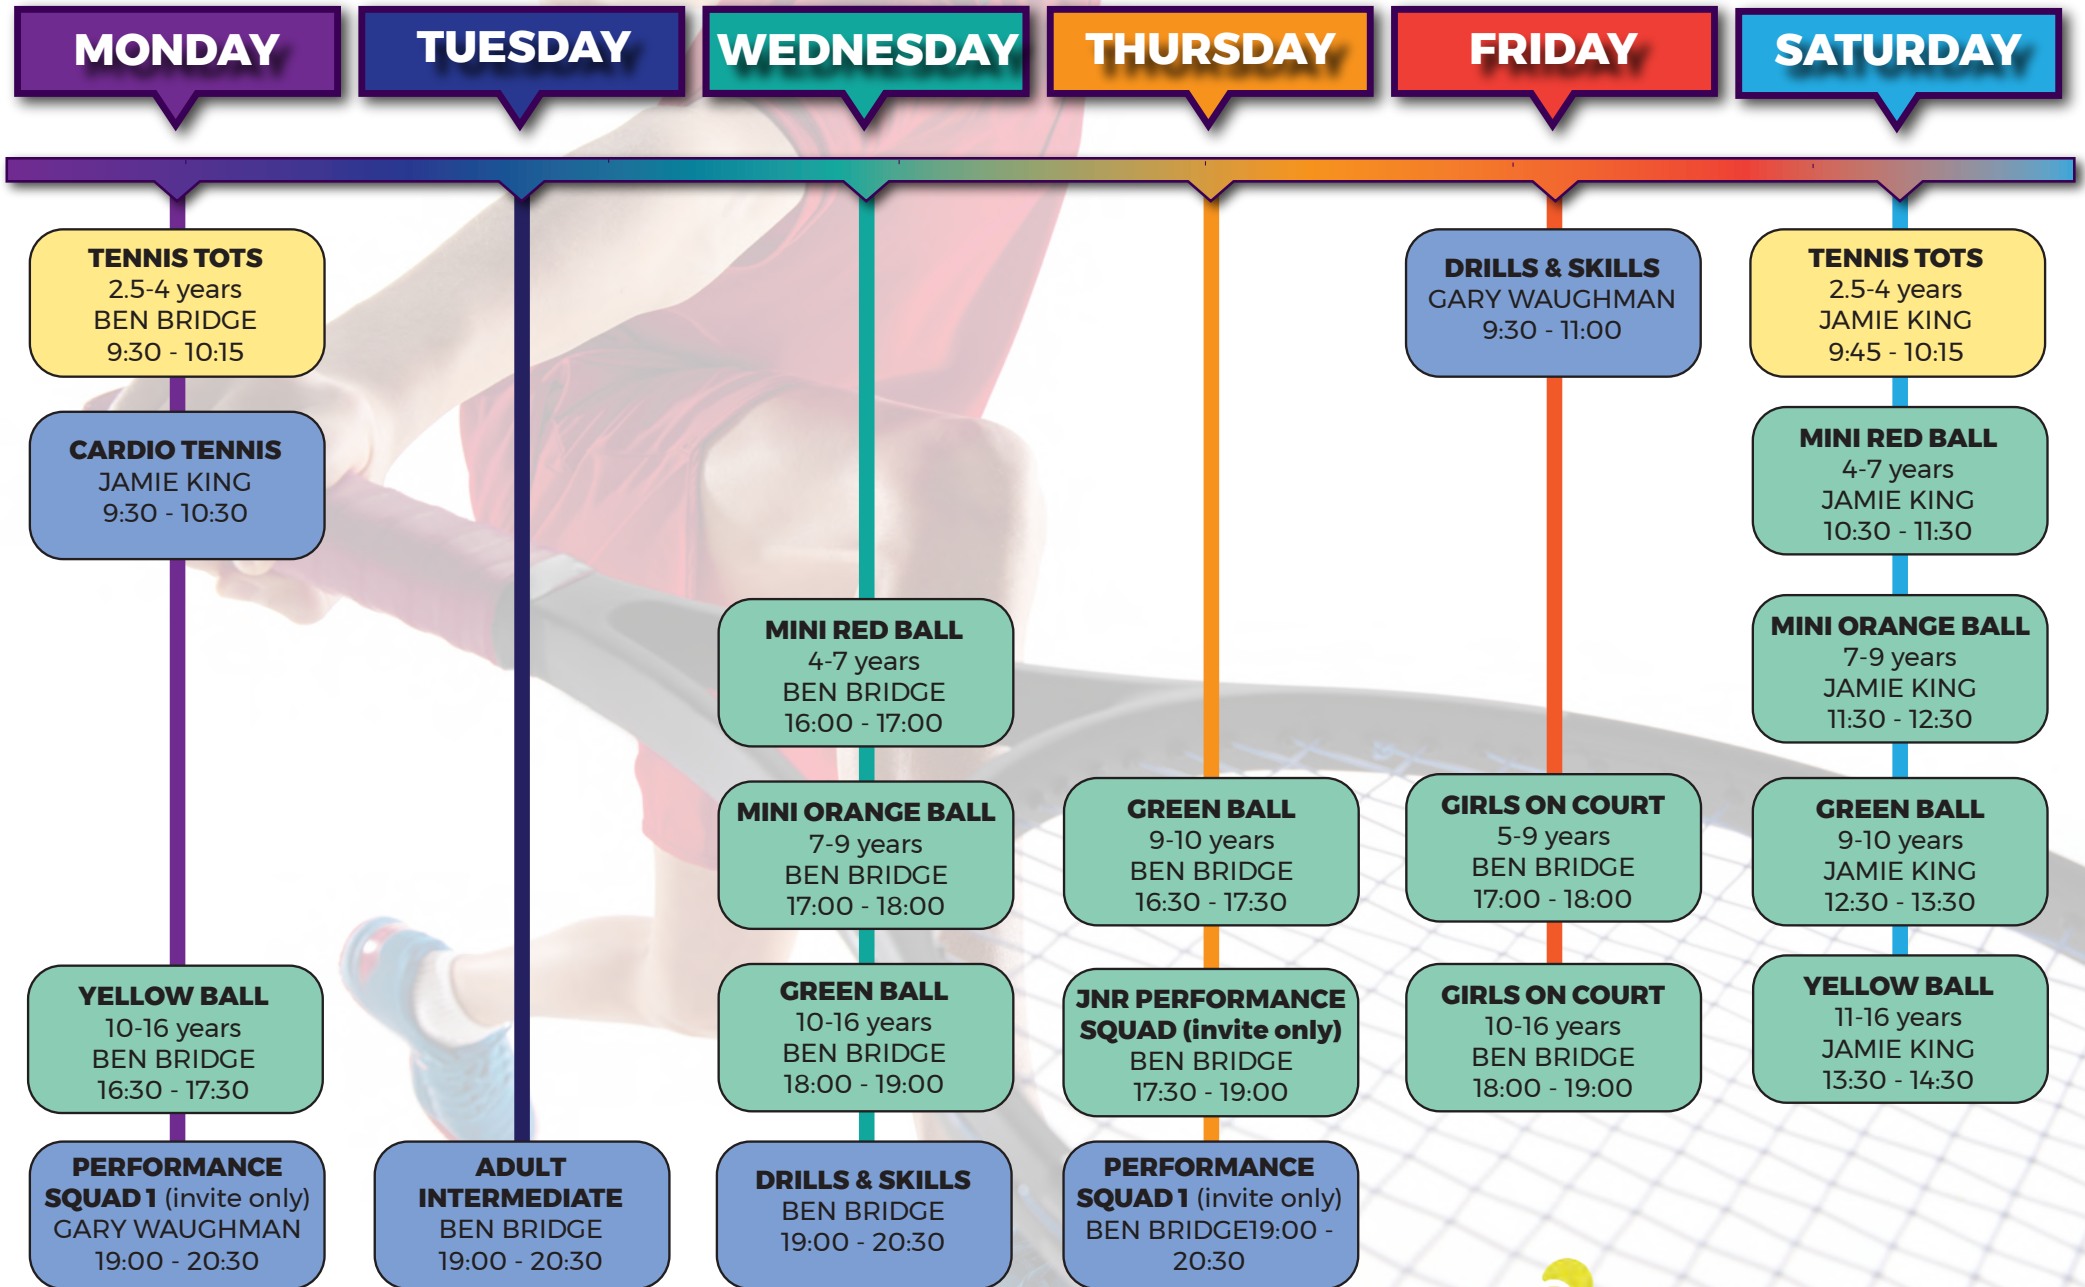 MONDAY
TUESDAY
WEDNESDAY
THURSDAY
FRIDAY
SATURDAY
TENNIS TOTS
2.5-4 years
BEN BRIDGE
9:30 - 10:15
CARDIO TENNIS
JAMIE KING
9:30 - 10:30
YELLOW BALL
10-16 years
BEN BRIDGE
16:30 - 17:30
PERFORMANCE
SQUAD 1 (invite only)
GARY WAUGHMAN
19:00 - 20:30
ADULT
INTERMEDIATE
BEN BRIDGE
19:00 - 20:30
MINI RED BALL
4-7 years
BEN BRIDGE
16:00 - 17:00
MINI ORANGE BALL
7-9 years
BEN BRIDGE
17:00 - 18:00
GREEN BALL
10-16 years
BEN BRIDGE
18:00 - 19:00
DRILLS & SKILLS
BEN BRIDGE
19:00 - 20:30
GREEN BALL
9-10 years
BEN BRIDGE
16:30 - 17:30
JNR PERFORMANCE
SQUAD (invite only)
BEN BRIDGE
17:30 - 19:00
PERFORMANCE
SQUAD 1 (invite only)
BEN BRIDGE19:00 -
20:30
DRILLS & SKILLS
GARY WAUGHMAN
9:30 - 11:00
GIRLS ON COURT
5-9 years
BEN BRIDGE
17:00 - 18:00
GIRLS ON COURT
10-16 years
BEN BRIDGE
18:00 - 19:00
TENNIS TOTS
2.5-4 years
JAMIE KING
9:45 - 10:15
MINI RED BALL
4-7 years
JAMIE KING
10:30 - 11:30
MINI ORANGE BALL
7-9 years
JAMIE KING
11:30 - 12:30
GREEN BALL
9-10 years
JAMIE KING
12:30 - 13:30
YELLOW BALL
11-16 years
JAMIE KING
13:30 - 14:30